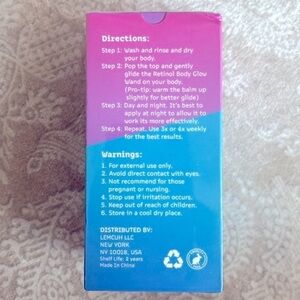 Directions:
Step 1: Wash and rinse and dry
your body.
Step 2: Pop the top and gently
glide the Retinol Body Glow
Wand on your body.
(Pro-tip: warm the balm up
slightly for better glide)
Step 3: Day and night. It's best to
apply at night to allow it to
work its more effectively.
Step 4: Repeat. Use 3x or 4x weekly
for the best results.
Warnings:
1. For external use only.
2. Avoid direct contact with eyes.
3. Not recommended for those
pregnant or nursing.
4. Stop use if irritation occurs.
5. Keep out of reach of children.
6. Store in a cool dry place.
DISTRIBUTED BY:
LEMCUH LLC
NEW YORK
NY 10018, USA
Shelf Life: 2 years
Made In China